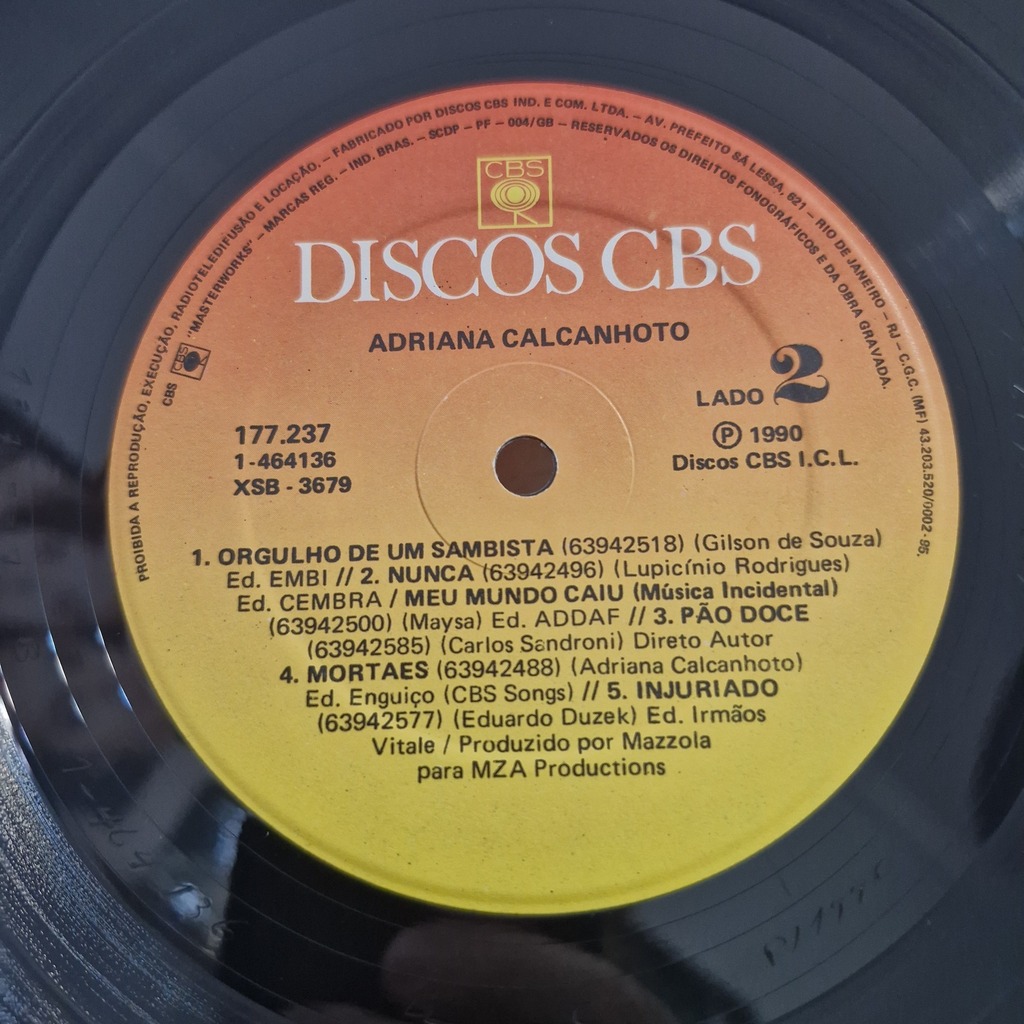 PROIBIDA A REPRODUÇÃO, EXECUÇÃO, RADIOTELEDIFUSÃO E LOCAÇÃO. – FABRICADO POR DISCOS CBS IND. E COM. LTDA. – AV. PREFEITO SÁ LESSA, 621 – RIO DE JANEIRO – RJ – C.G.C. (MF) 43.203.520/0002-86.
CBS CBS "MASTERWORKS" – MARCAS REG. – IND. BRAS. – SCDP – PF – 004/GB – RESERVADOS OS DIREITOS FONOGRÁFICOS E DA OBRA GRAVADA.
CBS
DISCOS CBS
ADRIANA CALCANHOTO
LADO 2
177.237
1-464136
XSB - 3679
Ⓟ 1990
Discos CBS I.C.L.
1. ORGULHO DE UM SAMBISTA (63942518) (Gilson de Souza)
Ed. EMBI // 2. NUNCA (63942496) (Lupicínio Rodrigues)
Ed. CEMBRA / MEU MUNDO CAIU (Música Incidental)
(63942500) (Maysa) Ed. ADDAF // 3. PÃO DOCE
(63942585) (Carlos Sandroni) Direto Autor
4. MORTAES (63942488) (Adriana Calcanhoto)
Ed. Enguiço (CBS Songs) // 5. INJURIADO
(63942577) (Eduardo Duzek) Ed. Irmãos
Vitale / Produzido por Mazzola
para MZA Productions